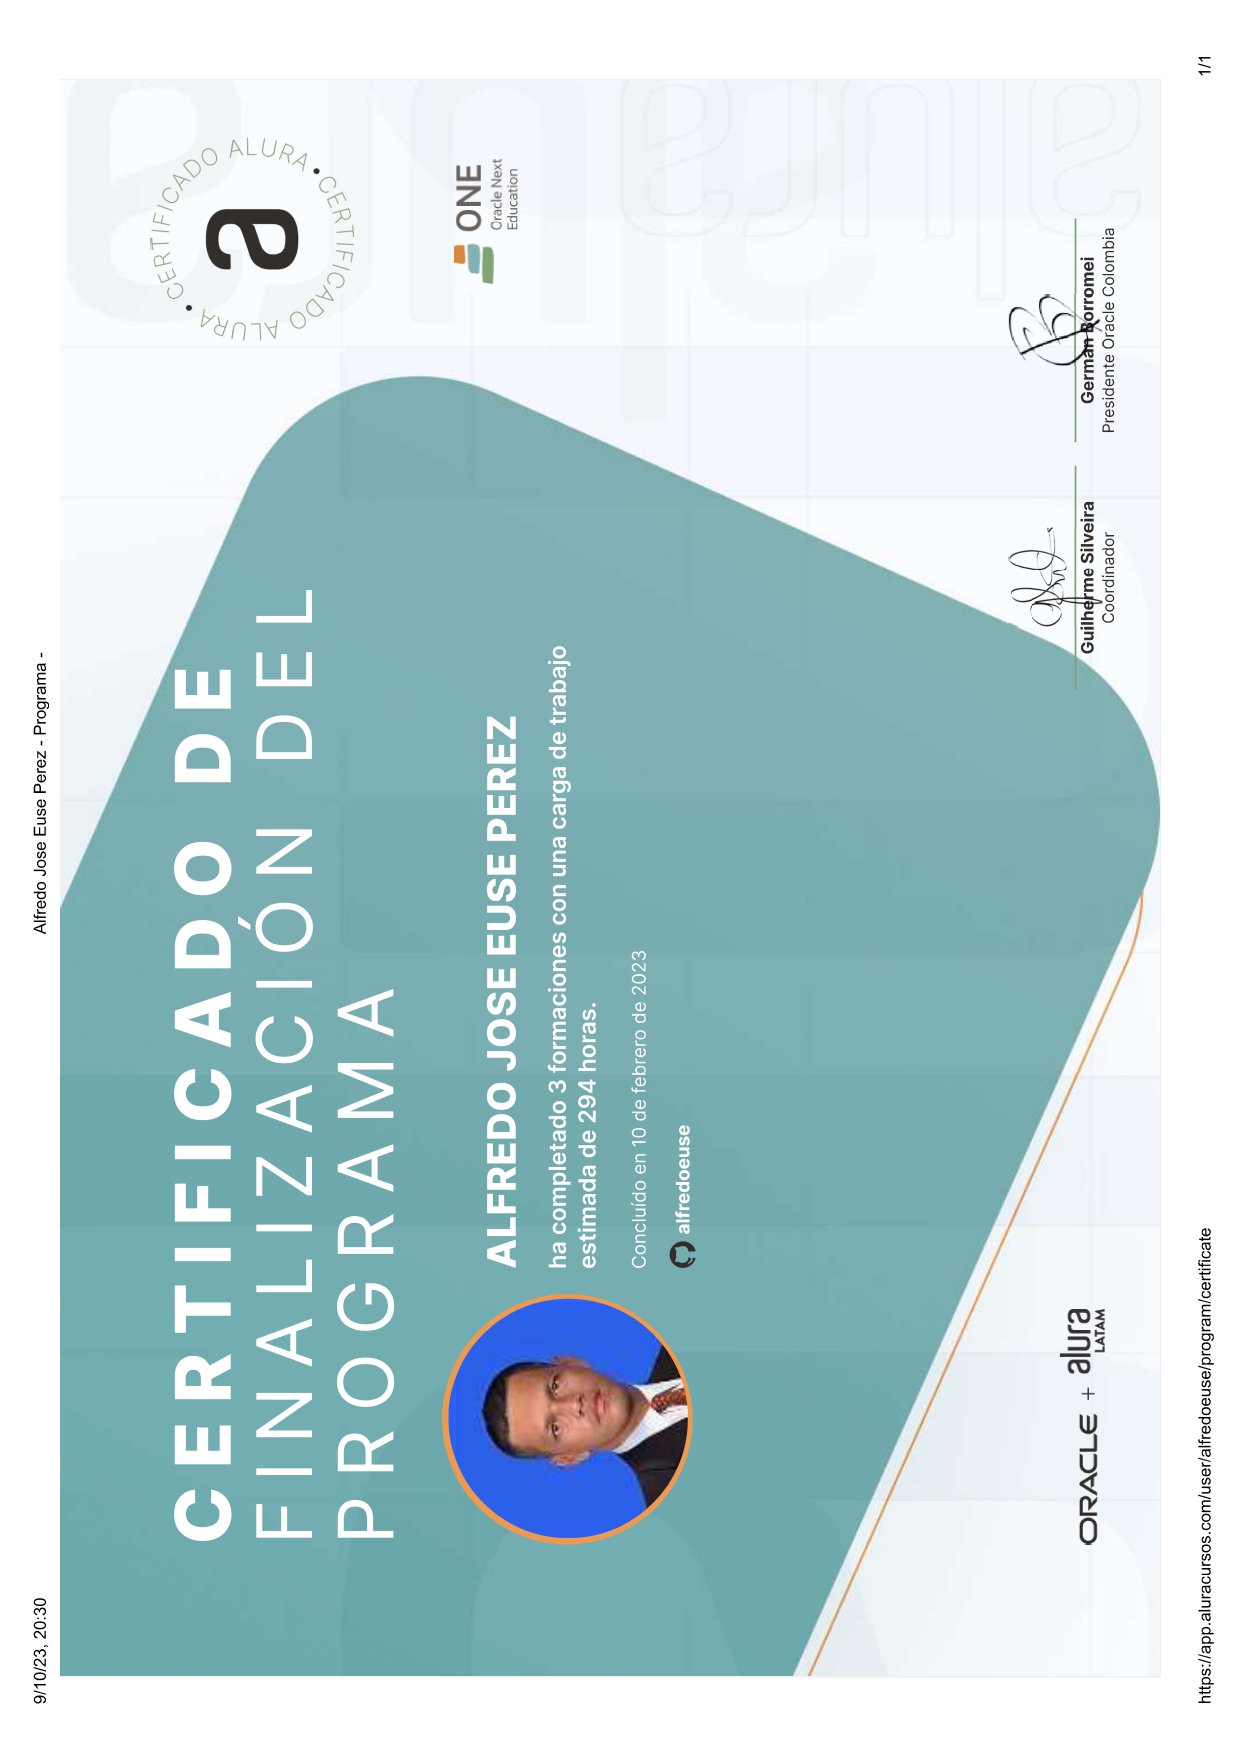 9/10/23, 20:30
Alfredo Jose Euse Perez - Programa -
CERTIFICADO DE
FINALIZACIÓN DEL
PROGRAMA
CERTIFICADO ALURA • CERTIFICADO ALURA •
a
ONE
Oracle Next
Education
ALFREDO JOSE EUSE PEREZ
ha completado 3 formaciones con una carga de trabajo
estimada de 294 horas.
Concluído en 10 de febrero de 2023
alfredoeuse
ORACLE + alura
LATAM
Guilherme Silveira
Coordinador
German Borromei
Presidente Oracle Colombia
alura
https://app.aluracursos.com/user/alfredoeuse/program/certificate
1/1